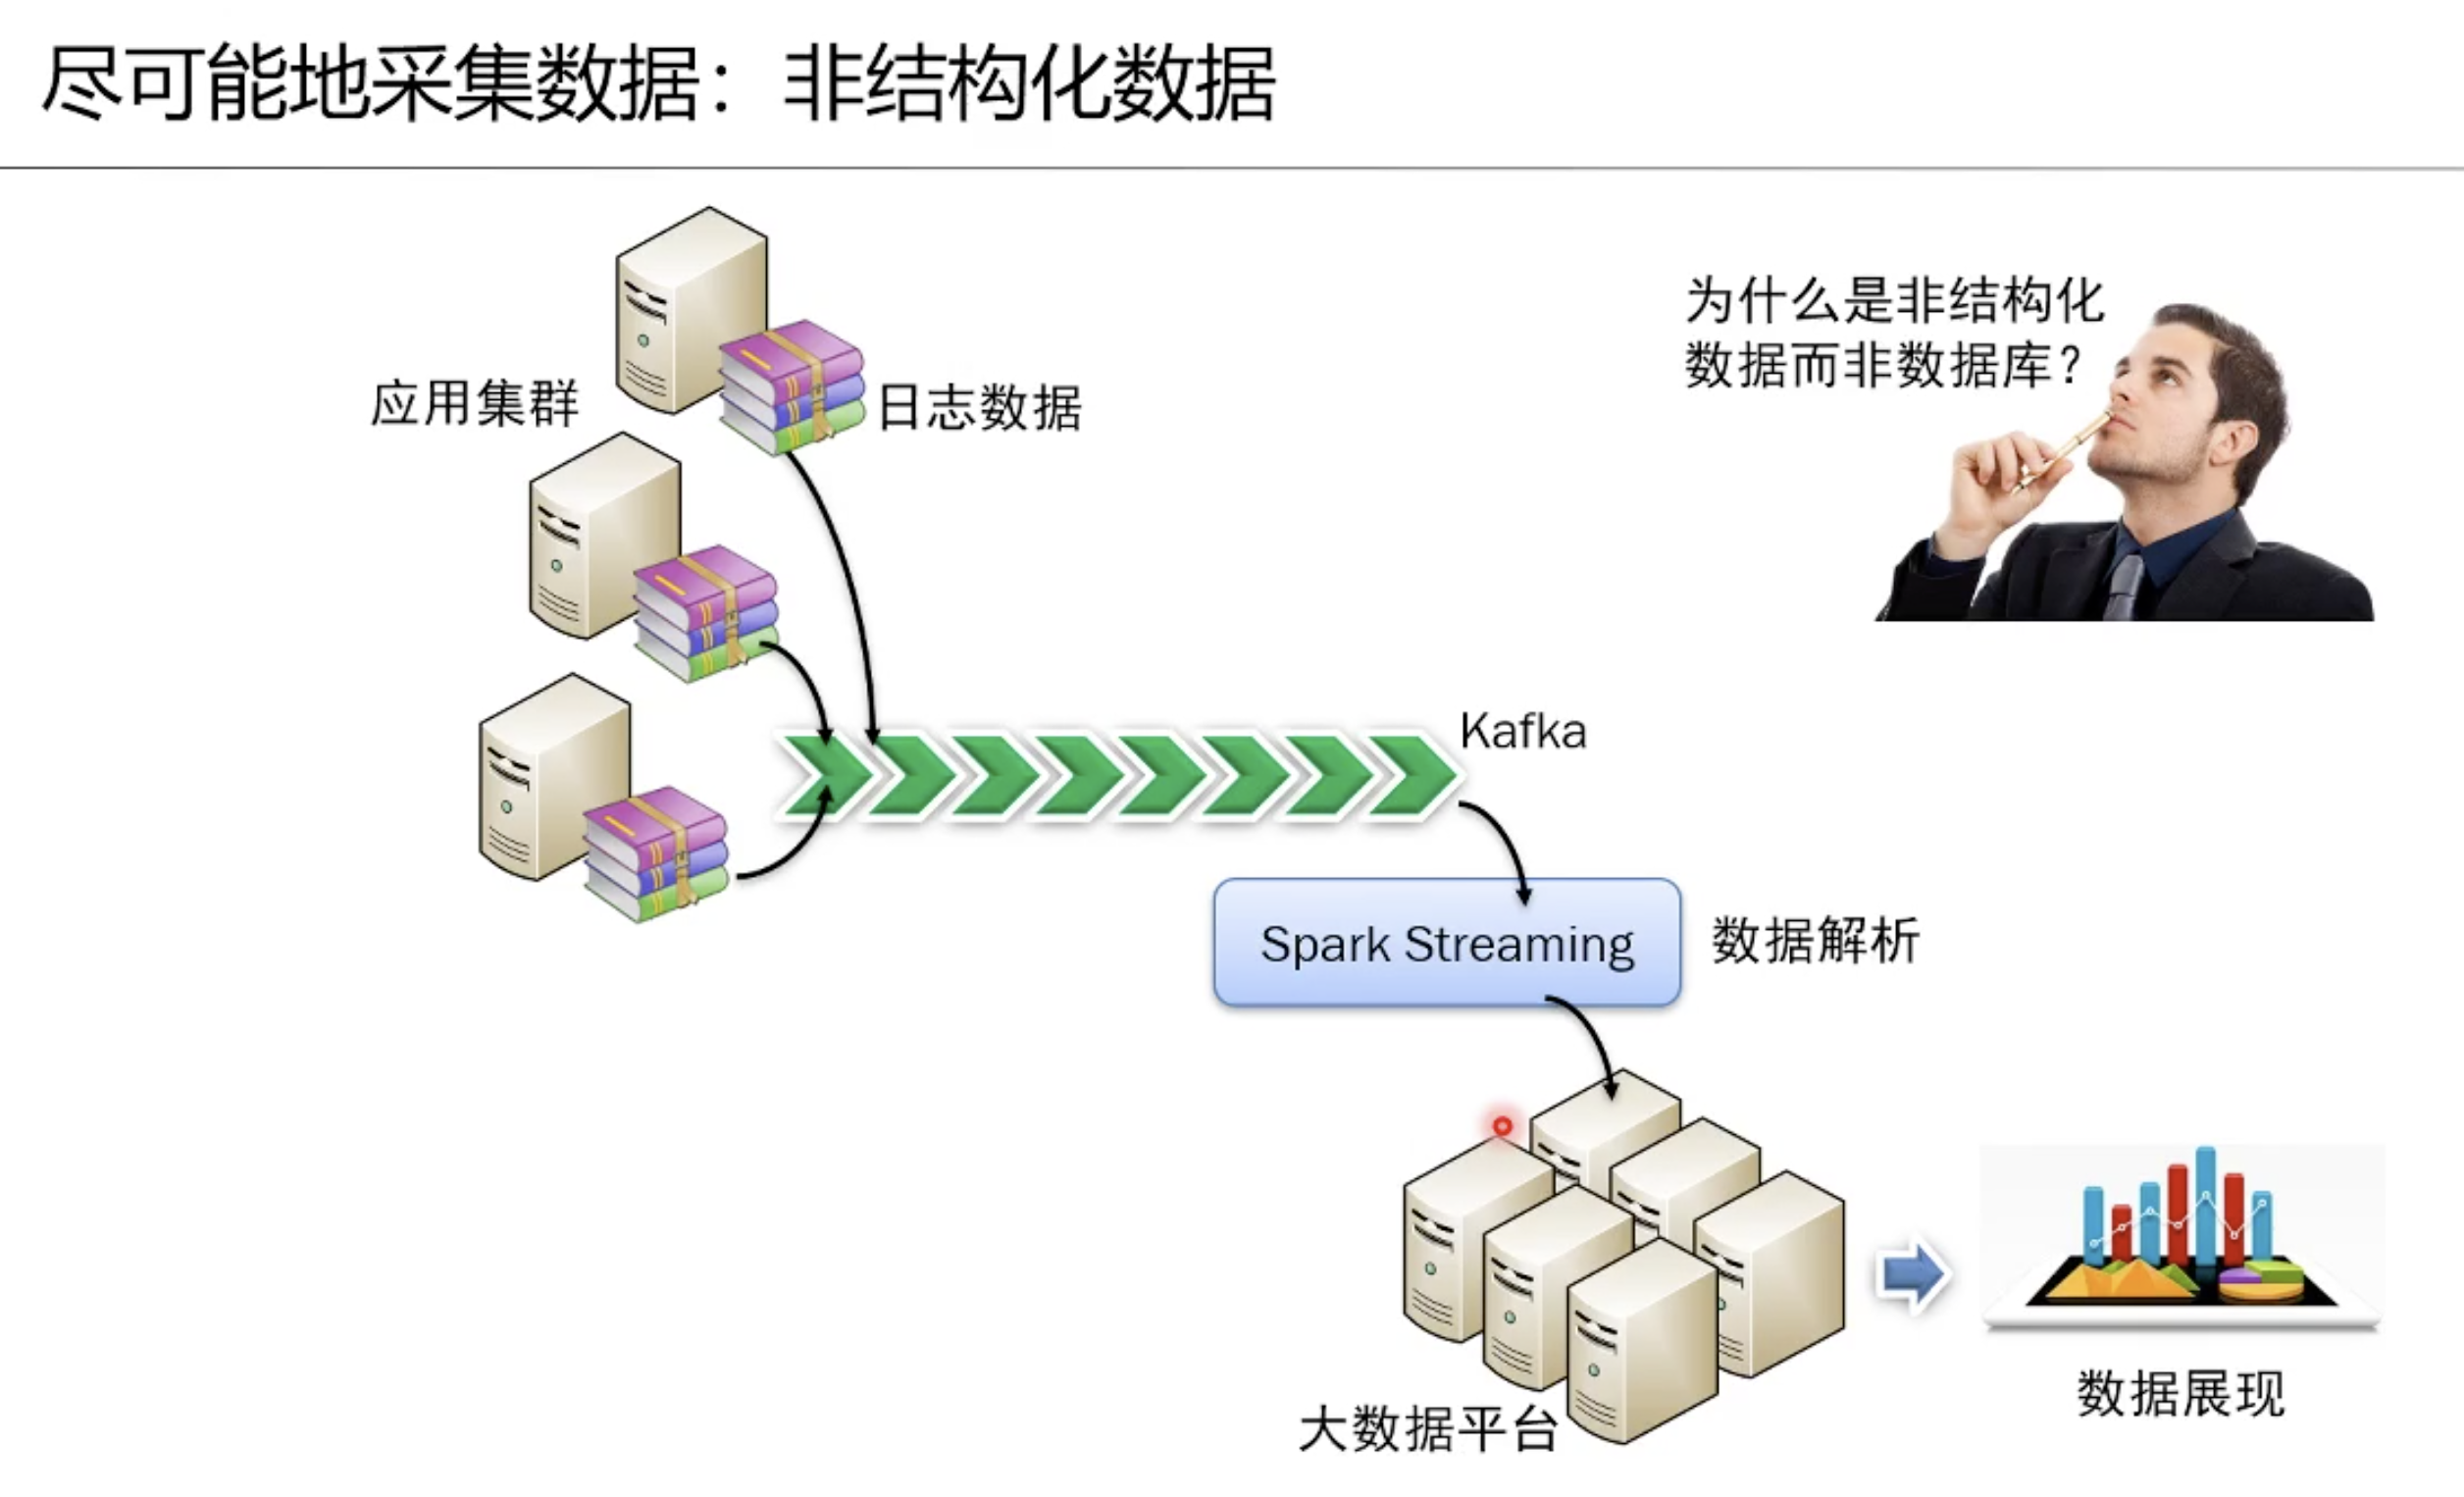 尽可能地采集数据：非结构化数据
为什么是非结构化
数据而非数据库？
应用集群
日志数据
Kafka
Spark Streaming
数据解析
大数据平台
数据展现